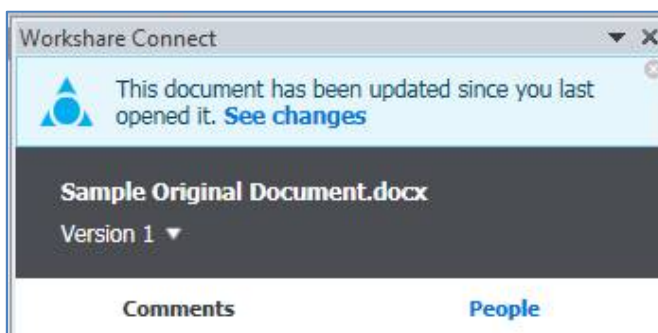 Workshare Connect
This document has been updated since you last
opened it. See changes
Sample Original Document.docx
Version 1
Comments People